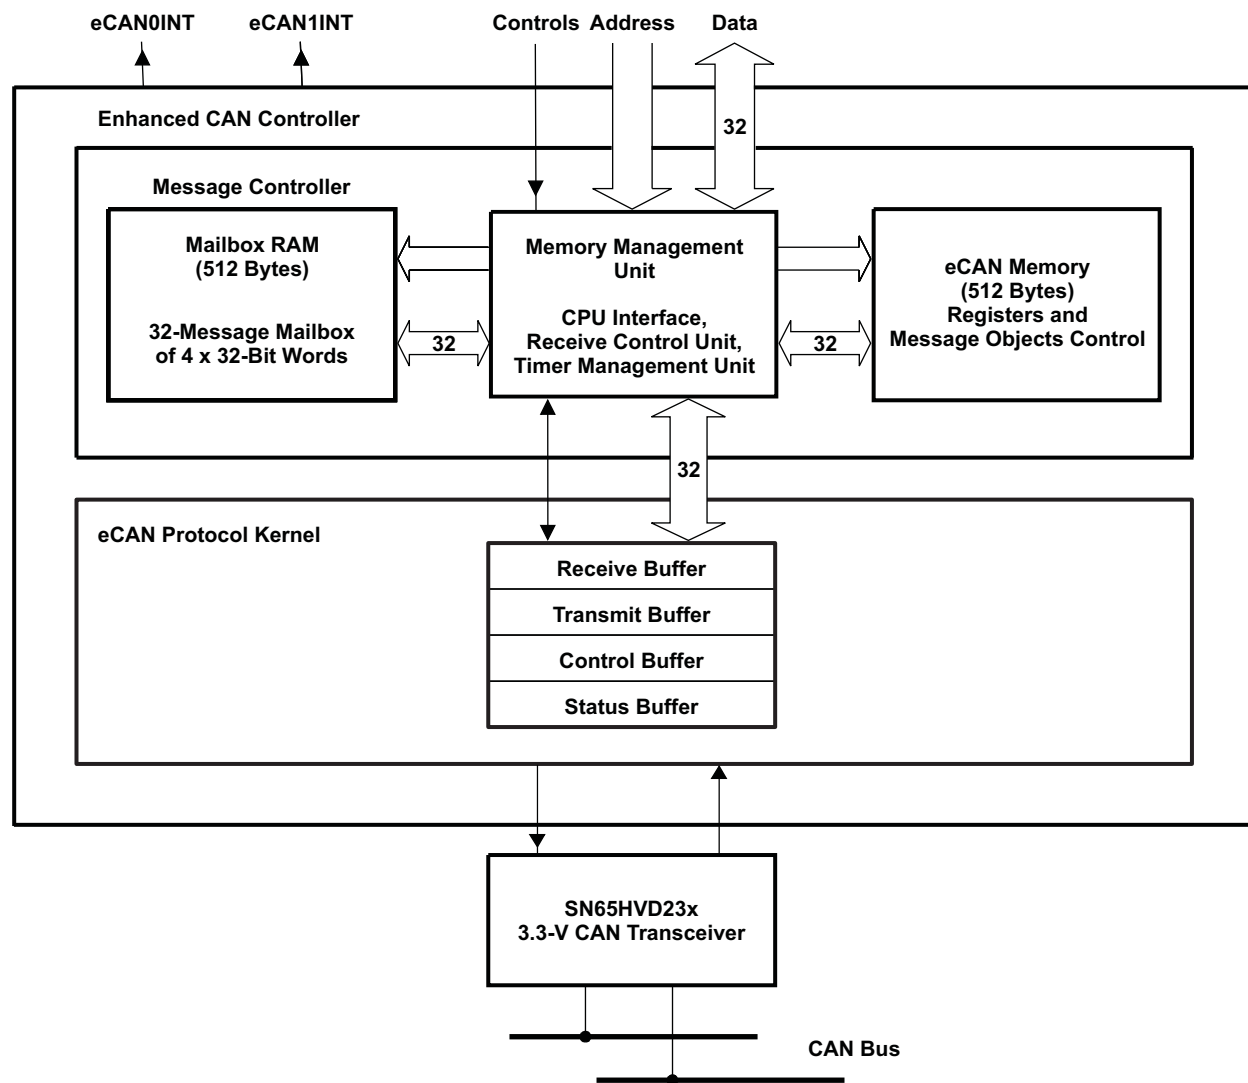 eCAN0INT
eCAN1INT
Controls
Address
Data
32
Enhanced CAN Controller
Message Controller
Mailbox RAM
(512 Bytes)
32-Message Mailbox
of 4 x 32-Bit Words
32
Memory Management
Unit
CPU Interface,
Receive Control Unit,
Timer Management Unit
32
eCAN Memory
(512 Bytes)
Registers and
Message Objects Control
32
eCAN Protocol Kernel
Receive Buffer
Transmit Buffer
Control Buffer
Status Buffer
SN65HVD23x
3.3-V CAN Transceiver
CAN Bus